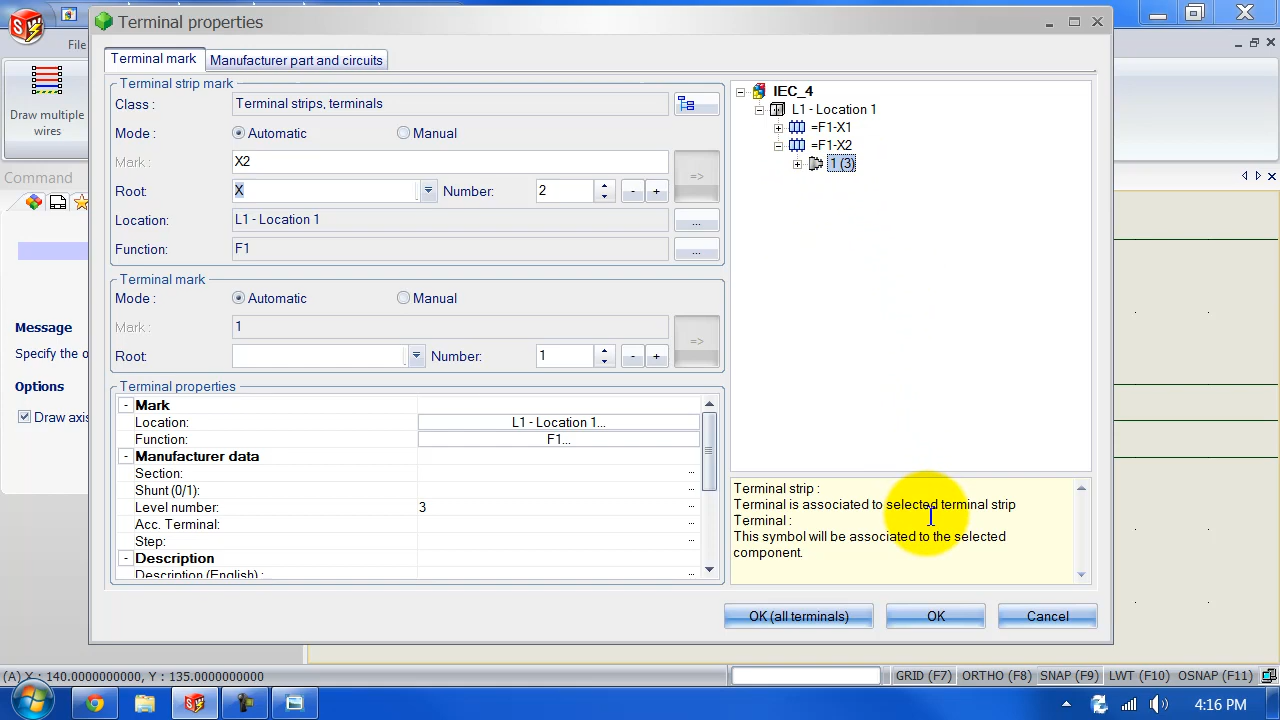 Terminal properties
File
Terminal mark
Manufacturer part and circuits
Draw multiple
wires
Command
Message
Specify the o
Options
Draw axis
Terminal strip mark
Class :
Terminal strips, terminals
Mode :
Automatic
Manual
Mark :
X2
=>
Root:
X
Number:
2
-
+
Location:
L1 - Location 1
...
Function:
F1
...
Terminal mark
Mode :
Automatic
Manual
Mark :
1
=>
Root:
Number:
1
-
+
Terminal properties
Mark
Location:
L1 - Location 1...
Function:
F1...
Manufacturer data
Section:
Shunt (0/1):
Level number:
3
Acc. Terminal:
Step:
Description
Description (English) :
IEC_4
L1 - Location 1
=F1-X1
=F1-X2
1 (3)
Terminal strip :
Terminal is associated to selected terminal strip
Terminal :
This symbol will be associated to the selected
component.
OK (all terminals)
OK
Cancel
(A) X : 140.0000000000, Y : 135.0000000000
GRID (F7)
ORTHO (F8)
SNAP (F9)
LWT (F10)
OSNAP (F11)
4:16 PM